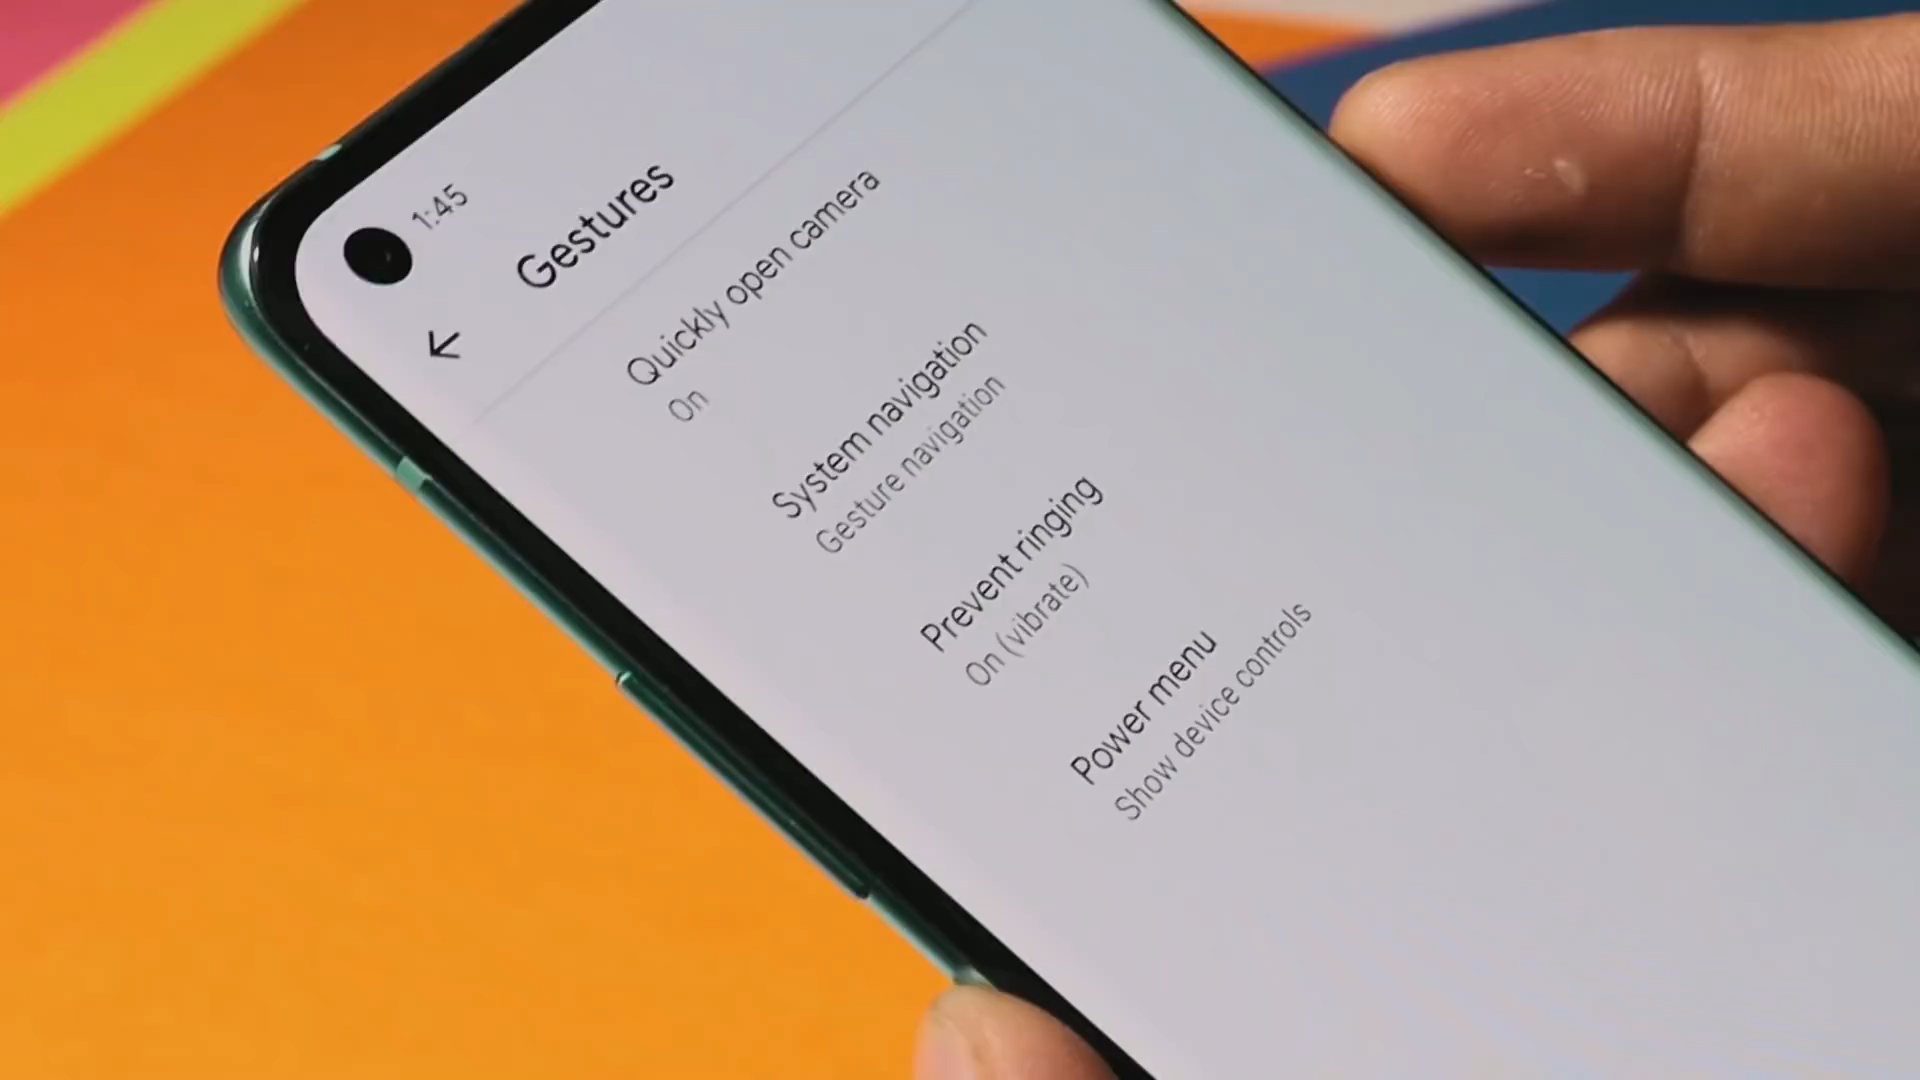 1:45
Gestures
Quickly open camera
On
System navigation
Gesture navigation
Prevent ringing
On (vibrate)
Power menu
Show device controls